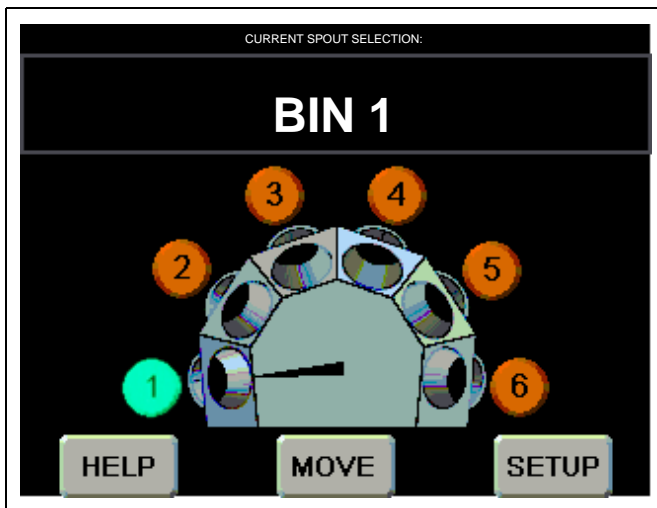 CURRENT SPOUT SELECTION:
BIN 1
3 4
2 5
1 6
HELP MOVE SETUP